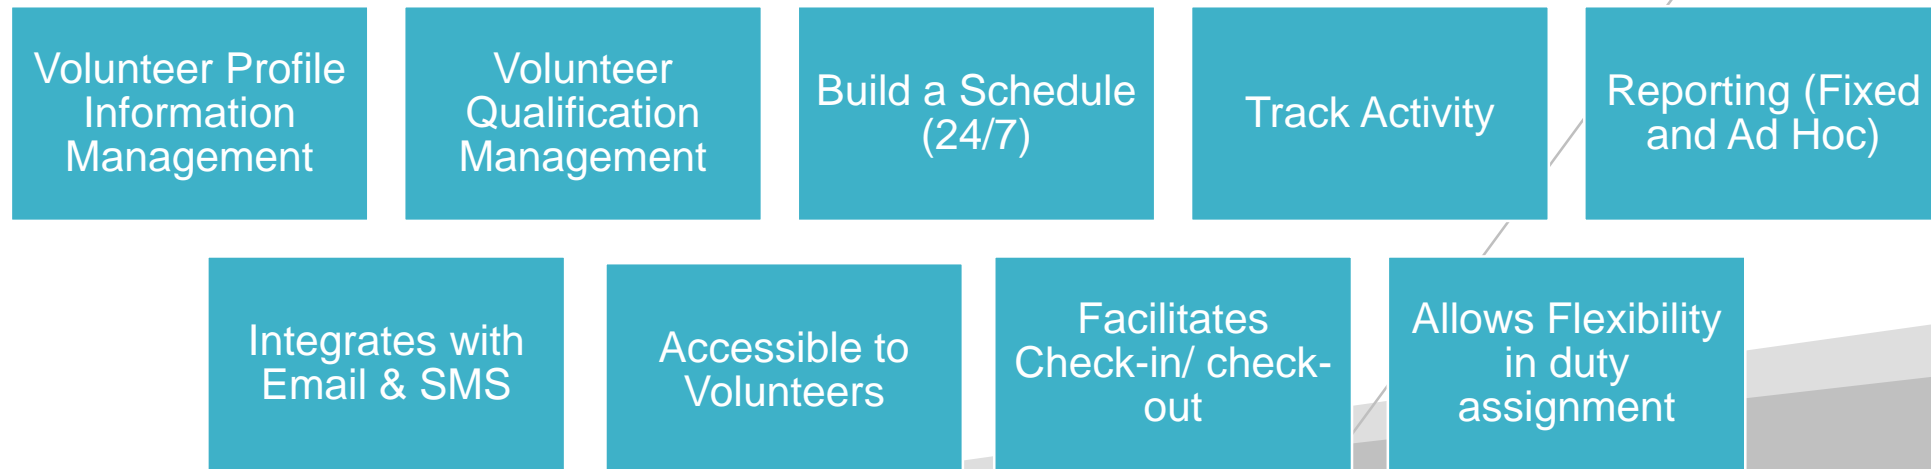 Volunteer Profile
Information
Management
Volunteer
Qualification
Management
Build a Schedule
(24/7)
Track Activity
Reporting (Fixed
and Ad Hoc)
Integrates with
Email & SMS
Accessible to
Volunteers
Facilitates
Check-in/ check-
out
Allows Flexibility
in duty
assignment